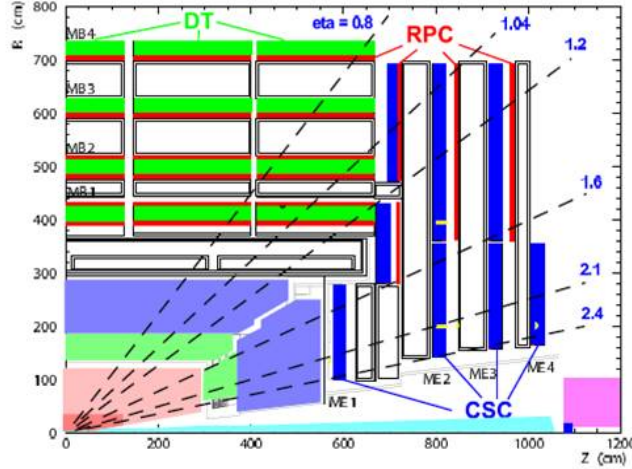 R (cm)
800
700
600
500
400
300
200
100
0
MB4
MB3
MB2
MB1
DT
eta = 0.8
1.04
RPC
1.2
1.6
2.1
2.4
ME1
ME2
ME3
ME4
CSC
0
200
400
600
800
1000
1200
Z (cm)